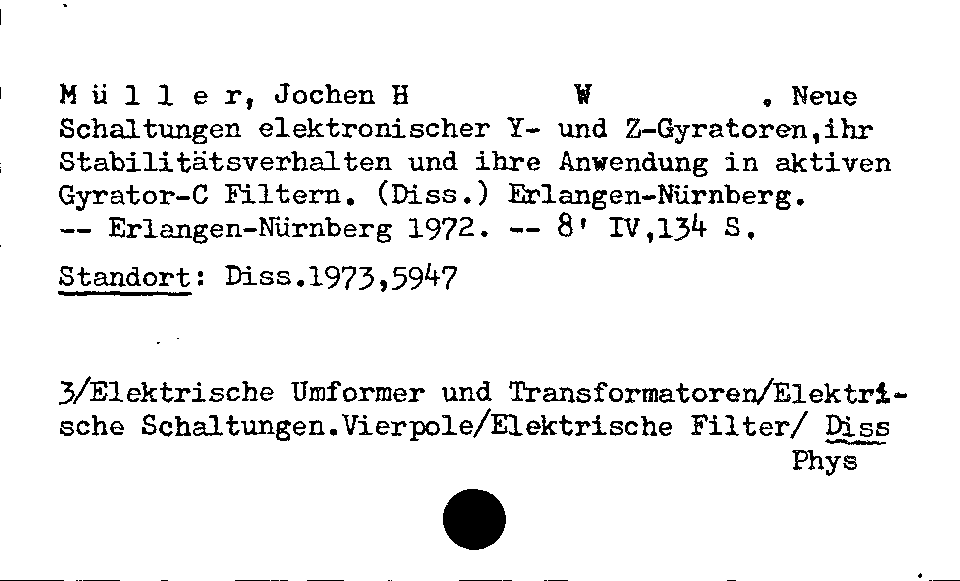 M ü l l e r, Jochen H W . Neue
Schaltungen elektronischer Y- und Z-Gyratoren,ihr
Stabilitätsverhalten und ihre Anwendung in aktiven
Gyrator-C Filtern. (Diss.) Erlangen-Nürnberg.
-- Erlangen-Nürnberg 1972. -- 8' IV,134 S.
Standort: Diss.1973,5947
3/Elektrische Umformer und Transformatoren/Elektri-
sche Schaltungen.Vierpole/Elektrische Filter/ Diss
Phys